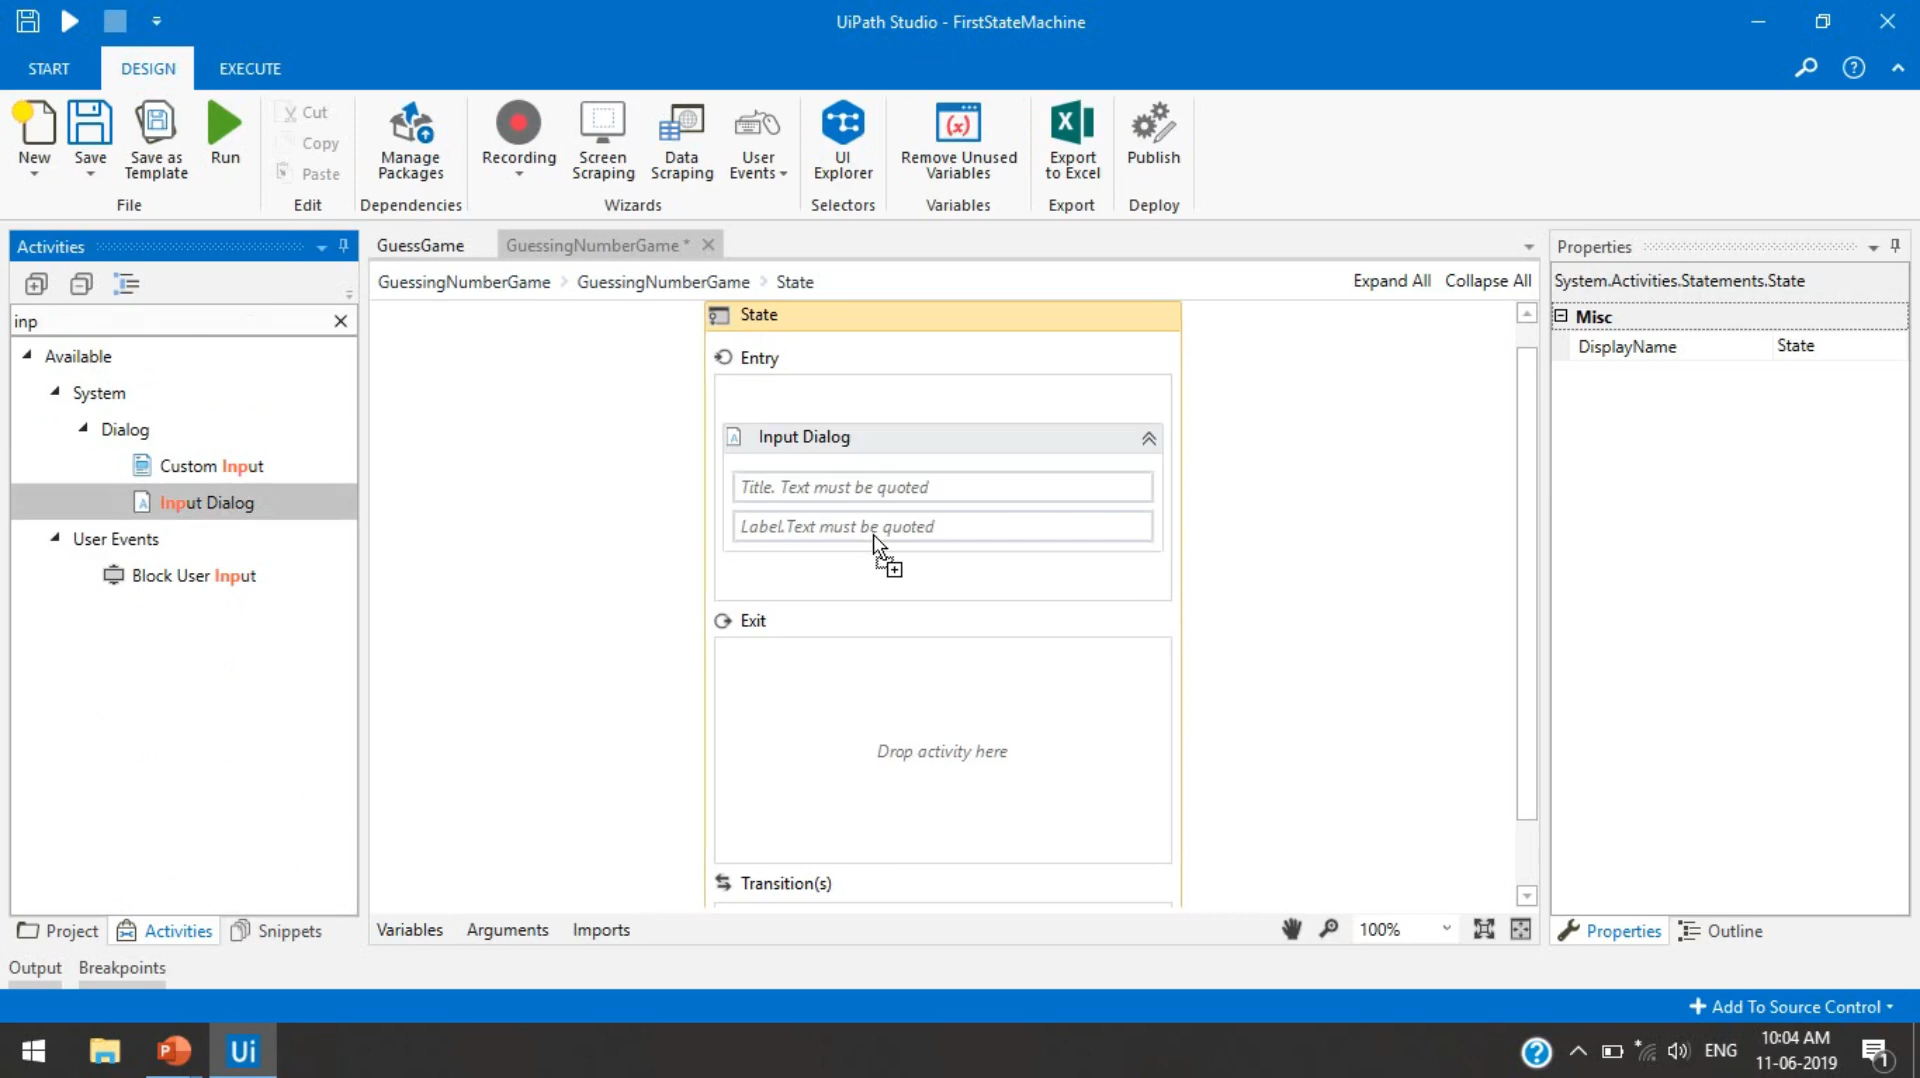 UiPath Studio - FirstStateMachine
START
DESIGN
EXECUTE
New
Save
Save as
Template
Run
Cut
Copy
Paste
Manage
Packages
Recording
Screen
Scraping
Data
Scraping
User
Events
UI
Explorer
Remove Unused
Variables
Export
to Excel
Publish
File
Edit
Dependencies
Wizards
Selectors
Variables
Export
Deploy
Activities
inp
Available
System
Dialog
Custom Input
Input Dialog
User Events
Block User Input
GuessGame
GuessingNumberGame *
GuessingNumberGame > GuessingNumberGame > State
Expand All
Collapse All
State
Entry
Input Dialog
Title. Text must be quoted
Label.Text must be quoted
Exit
Drop activity here
Transition(s)
Properties
System.Activities.Statements.State
Misc
DisplayName
State
Project
Activities
Snippets
Variables
Arguments
Imports
100%
Properties
Outline
Output
Breakpoints
+ Add To Source Control
Ui
ENG
10:04 AM
11-06-2019
1